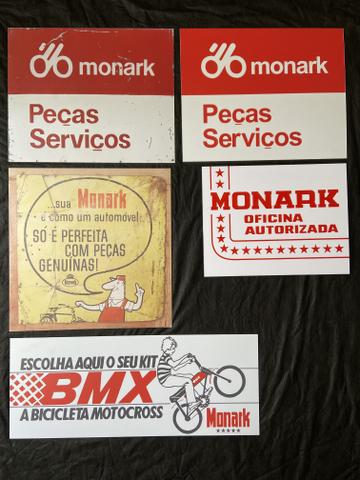 monark
Peças
Serviços
monark
Peças
Serviços
...sua Monark
é como um automóvel...
SÓ É PERFEITA
COM PEÇAS
GENUÍNAS!
MONARK
OFICINA
AUTORIZADA
ESCOLHA AQUI O SEU KIT
BMX
A BICICLETA MOTOCROSS
Monark